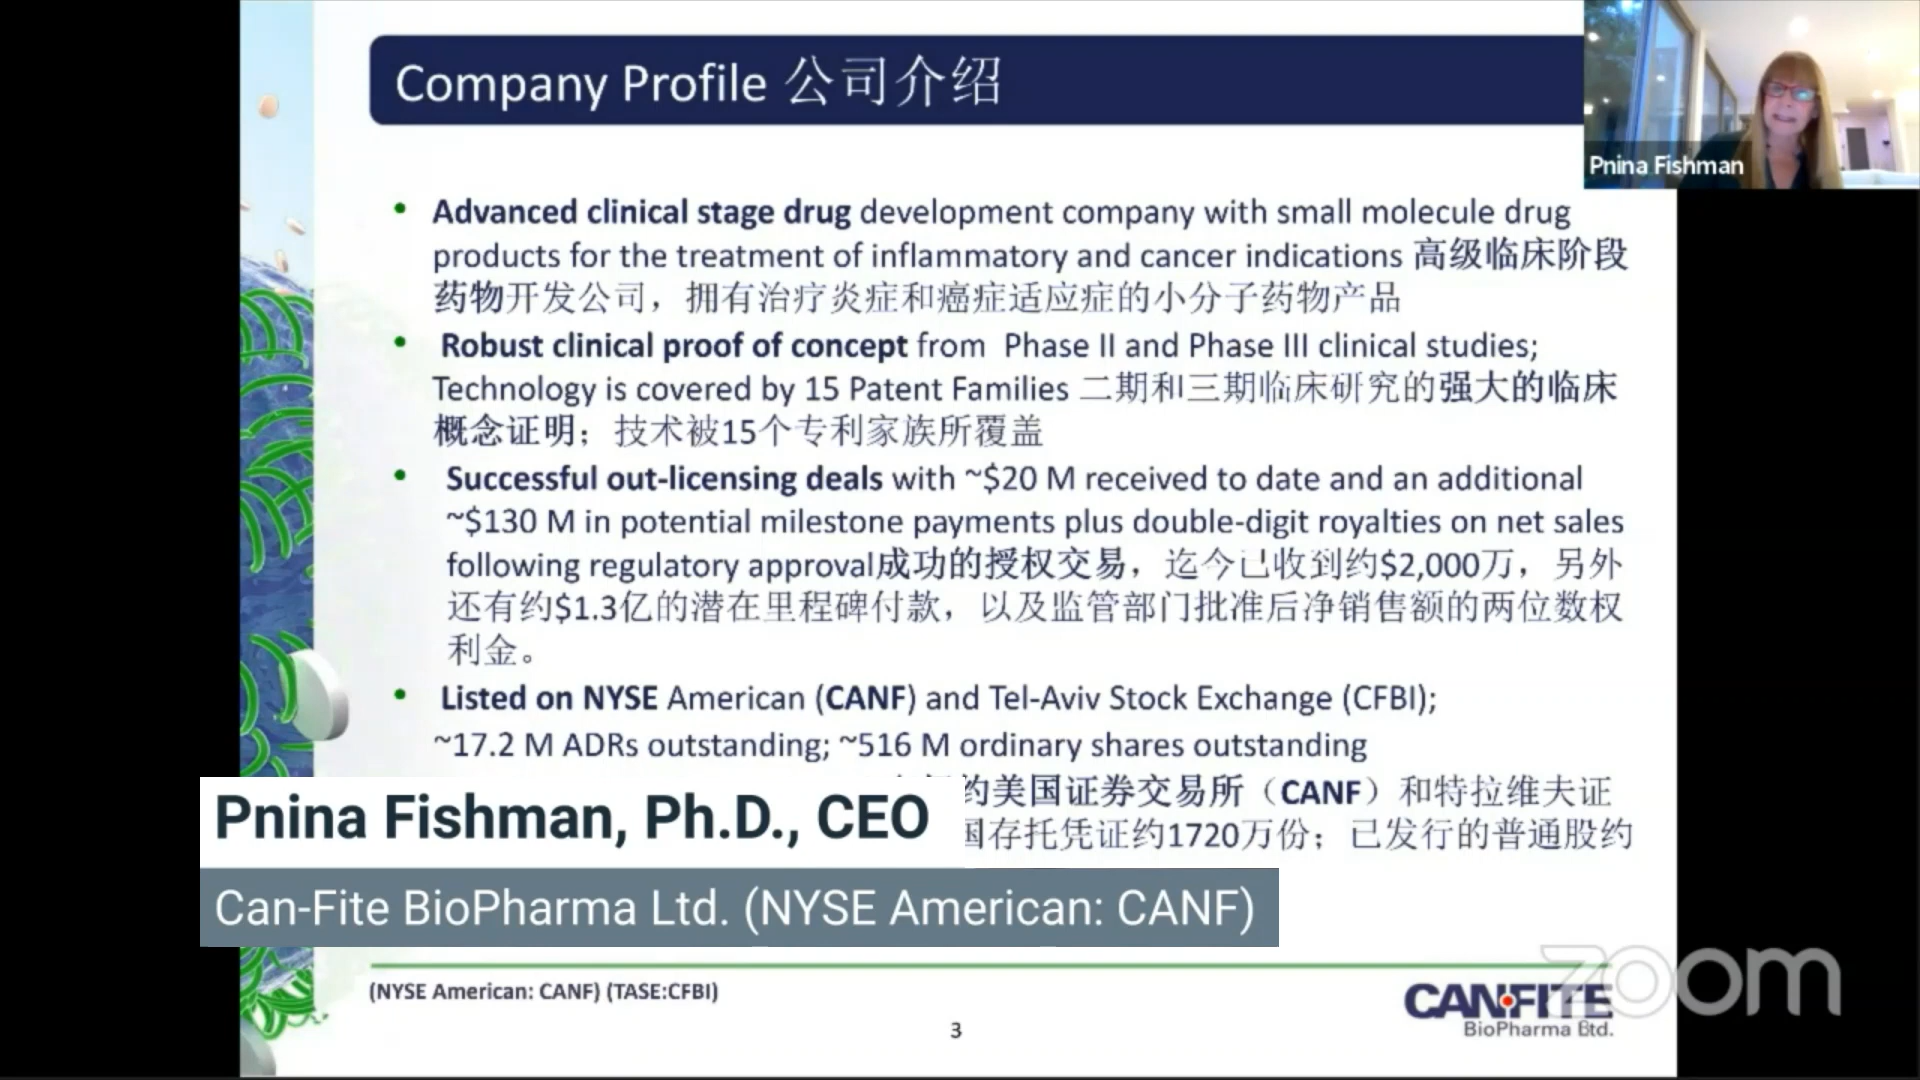 Company Profile 公司介绍
Pnina Fishman
• Advanced clinical stage drug development company with small molecule drug
products for the treatment of inflammatory and cancer indications 高级临床阶段
药物开发公司，拥有治疗炎症和癌症适应症的小分子药物产品
• Robust clinical proof of concept from Phase II and Phase III clinical studies;
Technology is covered by 15 Patent Families 二期和三期临床研究的强大的临床
概念证明；技术被15个专利家族所覆盖
• Successful out-licensing deals with ~$20 M received to date and an additional
~$130 M in potential milestone payments plus double-digit royalties on net sales
following regulatory approval成功的授权交易，迄今已收到约$2,000万，另外
还有约$1.3亿的潜在里程碑付款，以及监管部门批准后净销售额的两位数权
利金。
• Listed on NYSE American (CANF) and Tel-Aviv Stock Exchange (CFBI);
~17.2 M ADRs outstanding; ~516 M ordinary shares outstanding
约美国证券交易所（CANF）和特拉维夫证
国存托凭证约1720万份；已发行的普通股约
Pnina Fishman, Ph.D., CEO
Can-Fite BioPharma Ltd. (NYSE American: CANF)
(NYSE American: CANF) (TASE:CFBI)
3
CANFITE
BioPharma Ltd.
zoom